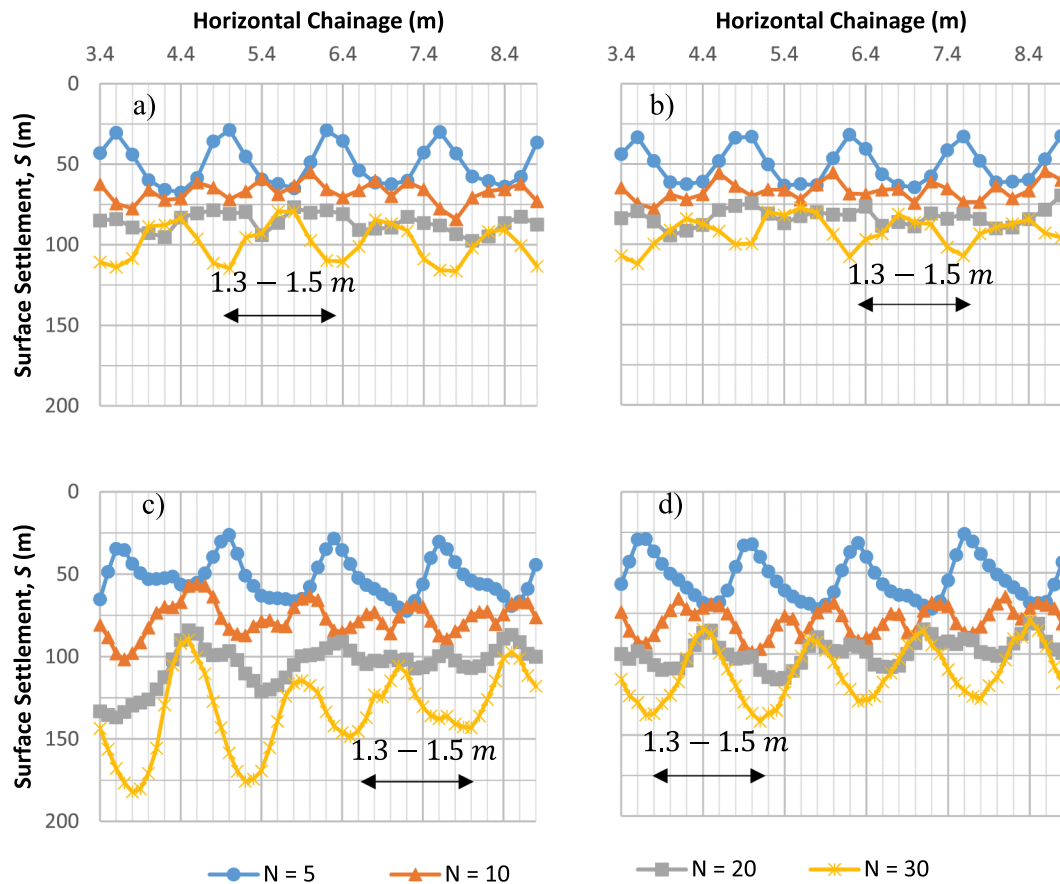 Horizontal Chainage (m)
Horizontal Chainage (m)
3.4 4.4 5.4 6.4 7.4 8.4
3.4 4.4 5.4 6.4 7.4 8.4
Surface Settlement, S (m)
0
50
100
150
200
a)
1.3 − 1.5 m
b)
1.3 − 1.5 m
Surface Settlement, S (m)
0
50
100
150
200
c)
1.3 − 1.5 m
d)
1.3 − 1.5 m
N = 5 N = 10 N = 20 N = 30